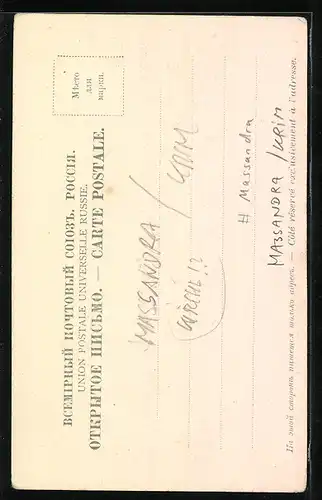 ВСЕМІРНЫЙ ПОЧТОВЫЙ СОЮЗЪ. РОССІЯ.
UNION POSTALE UNIVERSELLE RUSSIE.
ОТКРЫТОЕ ПИСЬМО. — CARTE POSTALE.
Мѣсто
для
марки.
MASSANDRA /
# Massandra
MASSANDRA / KRIM
На этой сторонѣ пишется только адресъ. — Côté réservé exclusivement à l'adresse.